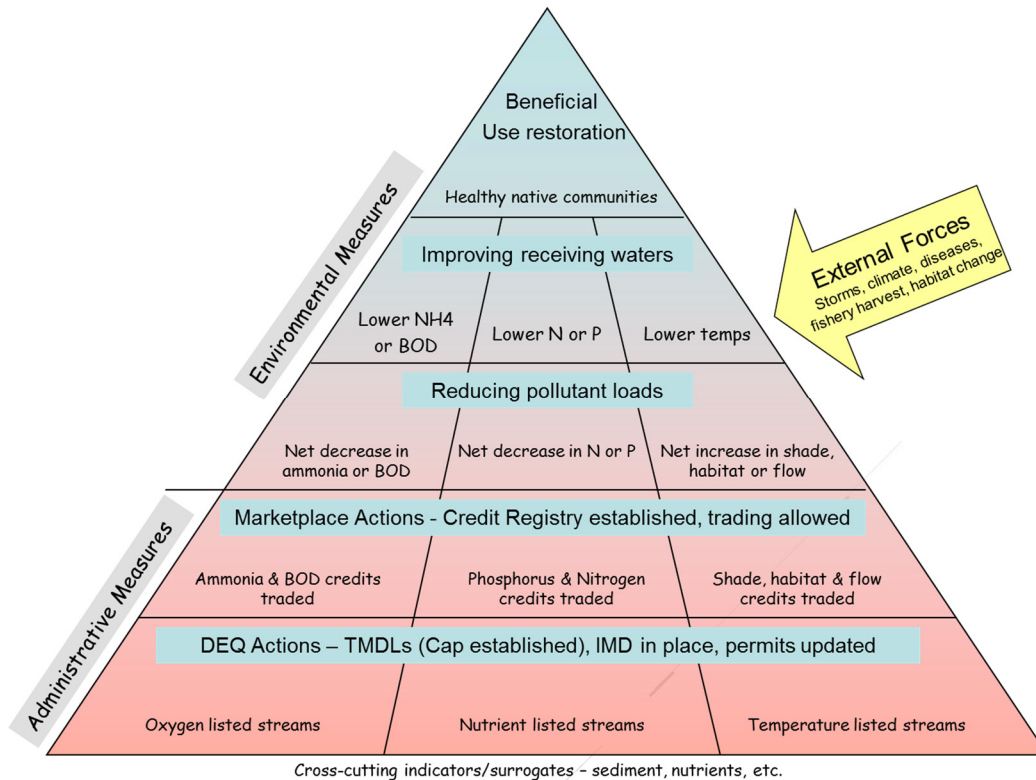 Beneficial
Use restoration
Healthy native communities
Environmental Measures
Improving receiving waters
External Forces
Storms, climate, diseases,
fishery harvest, habitat change
Lower NH4
or BOD
Lower N or P
Lower temps
Reducing pollutant loads
Net decrease in
ammonia or BOD
Net decrease in N or P
Net increase in shade,
habitat or flow
Administrative Measures
Marketplace Actions - Credit Registry established, trading allowed
Ammonia & BOD credits
traded
Phosphorus & Nitrogen
credits traded
Shade, habitat & flow
credits traded
DEQ Actions – TMDLs (Cap established), IMD in place, permits updated
Oxygen listed streams
Nutrient listed streams
Temperature listed streams
Cross-cutting indicators/surrogates – sediment, nutrients, etc.